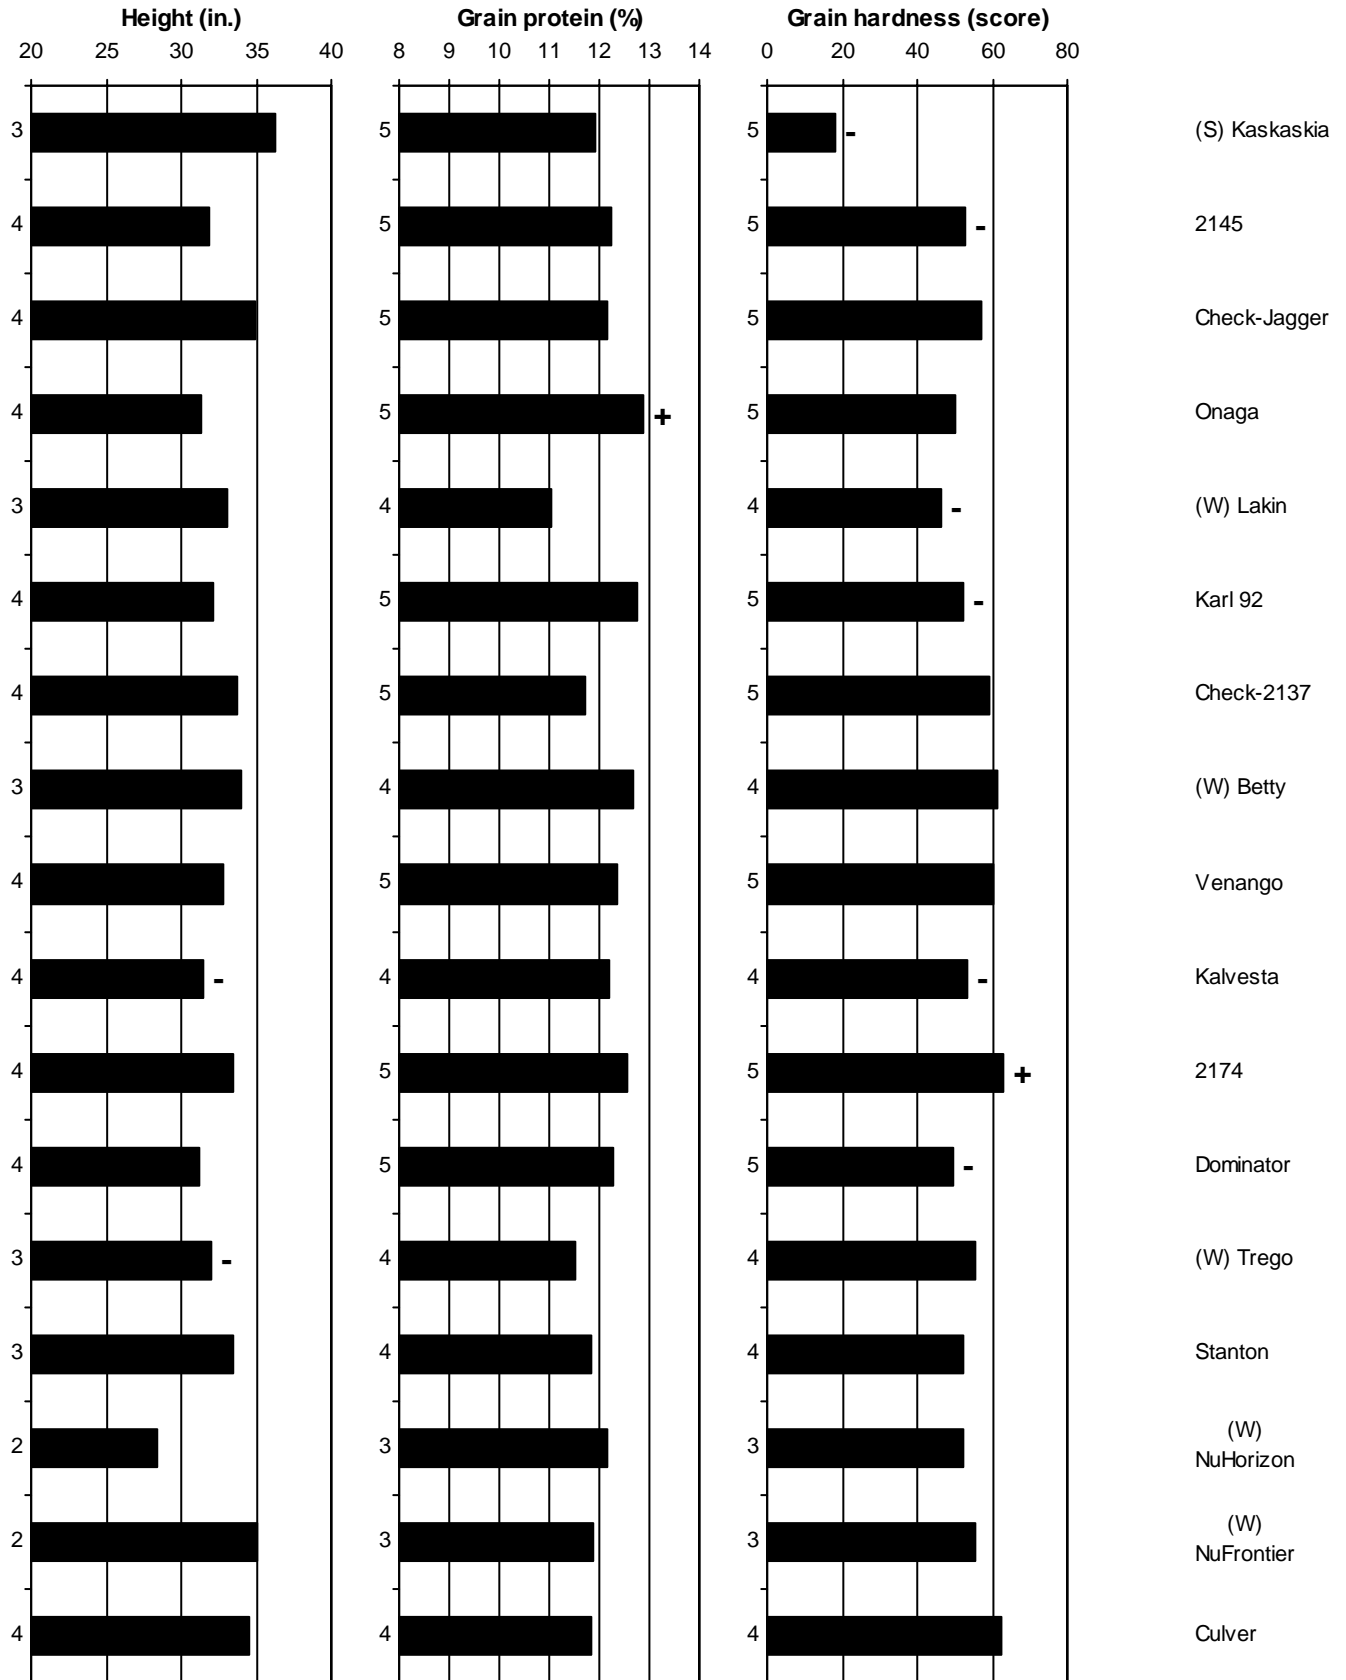 Height (in.) Grain protein (%) Grain hardness (score)
20 25 30 35 40 8 9 10 11 12 13 14 0 20 40 60 80
3 5 5 - (S) Kaskaskia
4 5 5 - 2145
4 5 5 Check-Jagger
4 5 + 5 Onaga
3 4 4 - (W) Lakin
4 5 5 - Karl 92
4 5 5 Check-2137
3 4 4 (W) Betty
4 5 5 Venango
4 - 4 4 - Kalvesta
4 5 5 + 2174
4 5 5 - Dominator
3 - 4 4 (W) Trego
3 4 4 Stanton
(W)
2 3 3 NuHorizon
(W)
2 3 3 NuFrontier
4 4 4 Culver